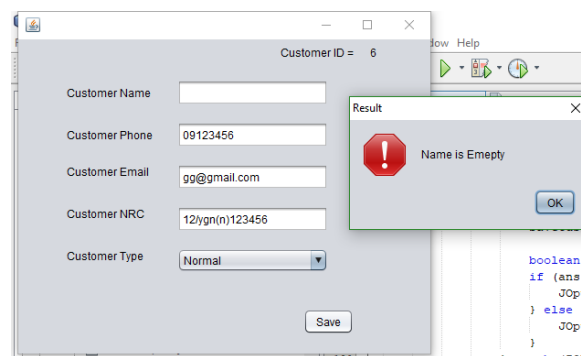 Customer ID = 6
dow Help
Customer Name
Result
Customer Phone 09123456
Name is Emepty
Customer Email gg@gmail.com
OK
Customer NRC 12/ygn(n)123456
Customer Type Normal
boolean
if (ans
JOp
} else
JOp
}
Save